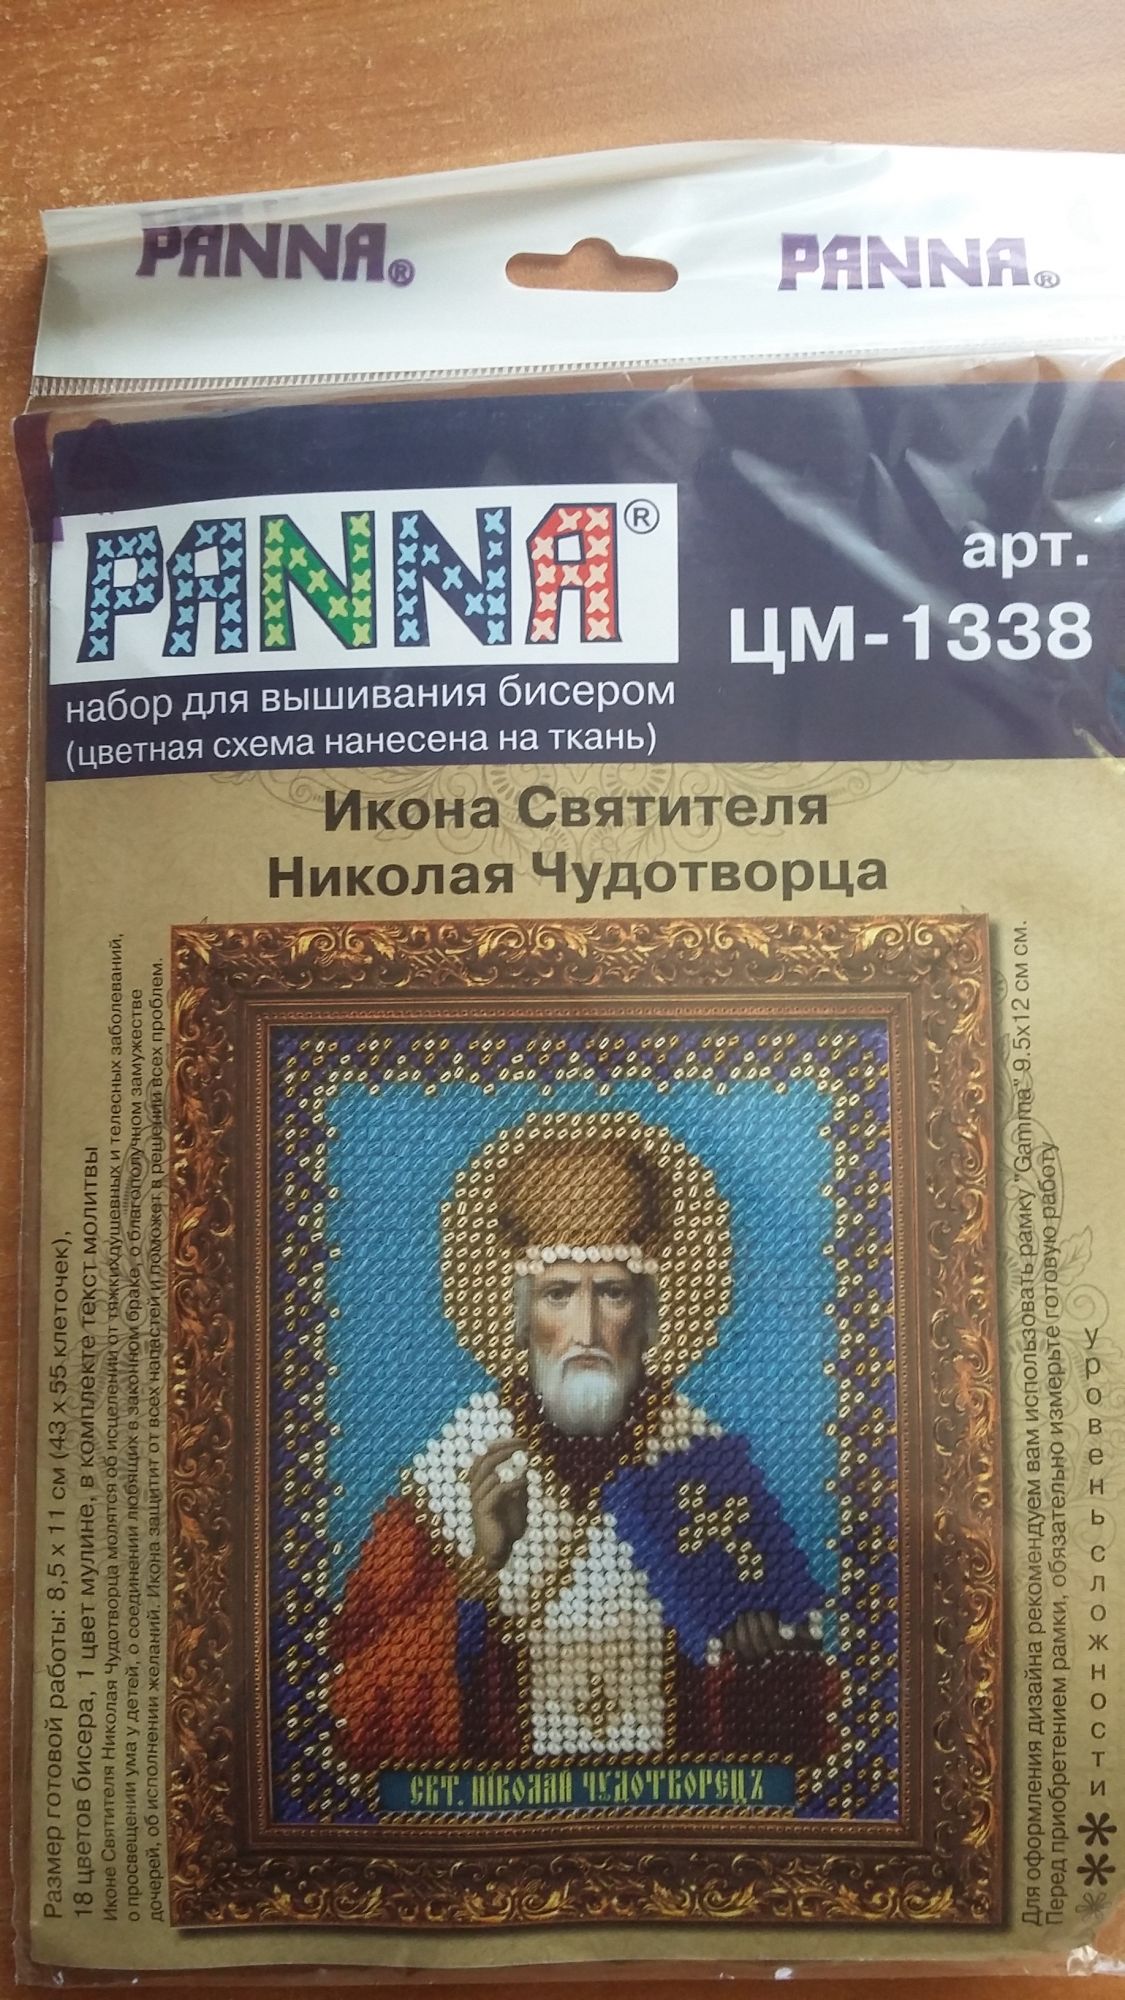 PANNA®
PANNA®
PANNA®
арт.
ЦМ-1338
набор для вышивания бисером
(цветная схема нанесена на ткань)
Икона Святителя
Николая Чудотворца
Размер готовой работы: 8,5 х 11 см (43 х 55 клеточек),
18 цветов бисера, 1 цвет мулине, в комплекте текст молитвы
Иконе Святителя Николая Чудотворца молятся об исцелении от тяжких душевных и телесных заболеваний,
о просвещении ума у детей, о соединении любящих в законном браке, о благополучном замужестве
дочерей, об исполнении желаний. Икона защитит от всех напастей и поможет в решении всех проблем.
СВТ. НІКОЛАЙ ЧУДОТВОРЕЦЪ
Для оформления дизайна рекомендуем вам использовать рамку "Gamma" 9.5х12 см см.
Перед приобретением рамки, обязательно измерьте готовую работу
уровень сложности